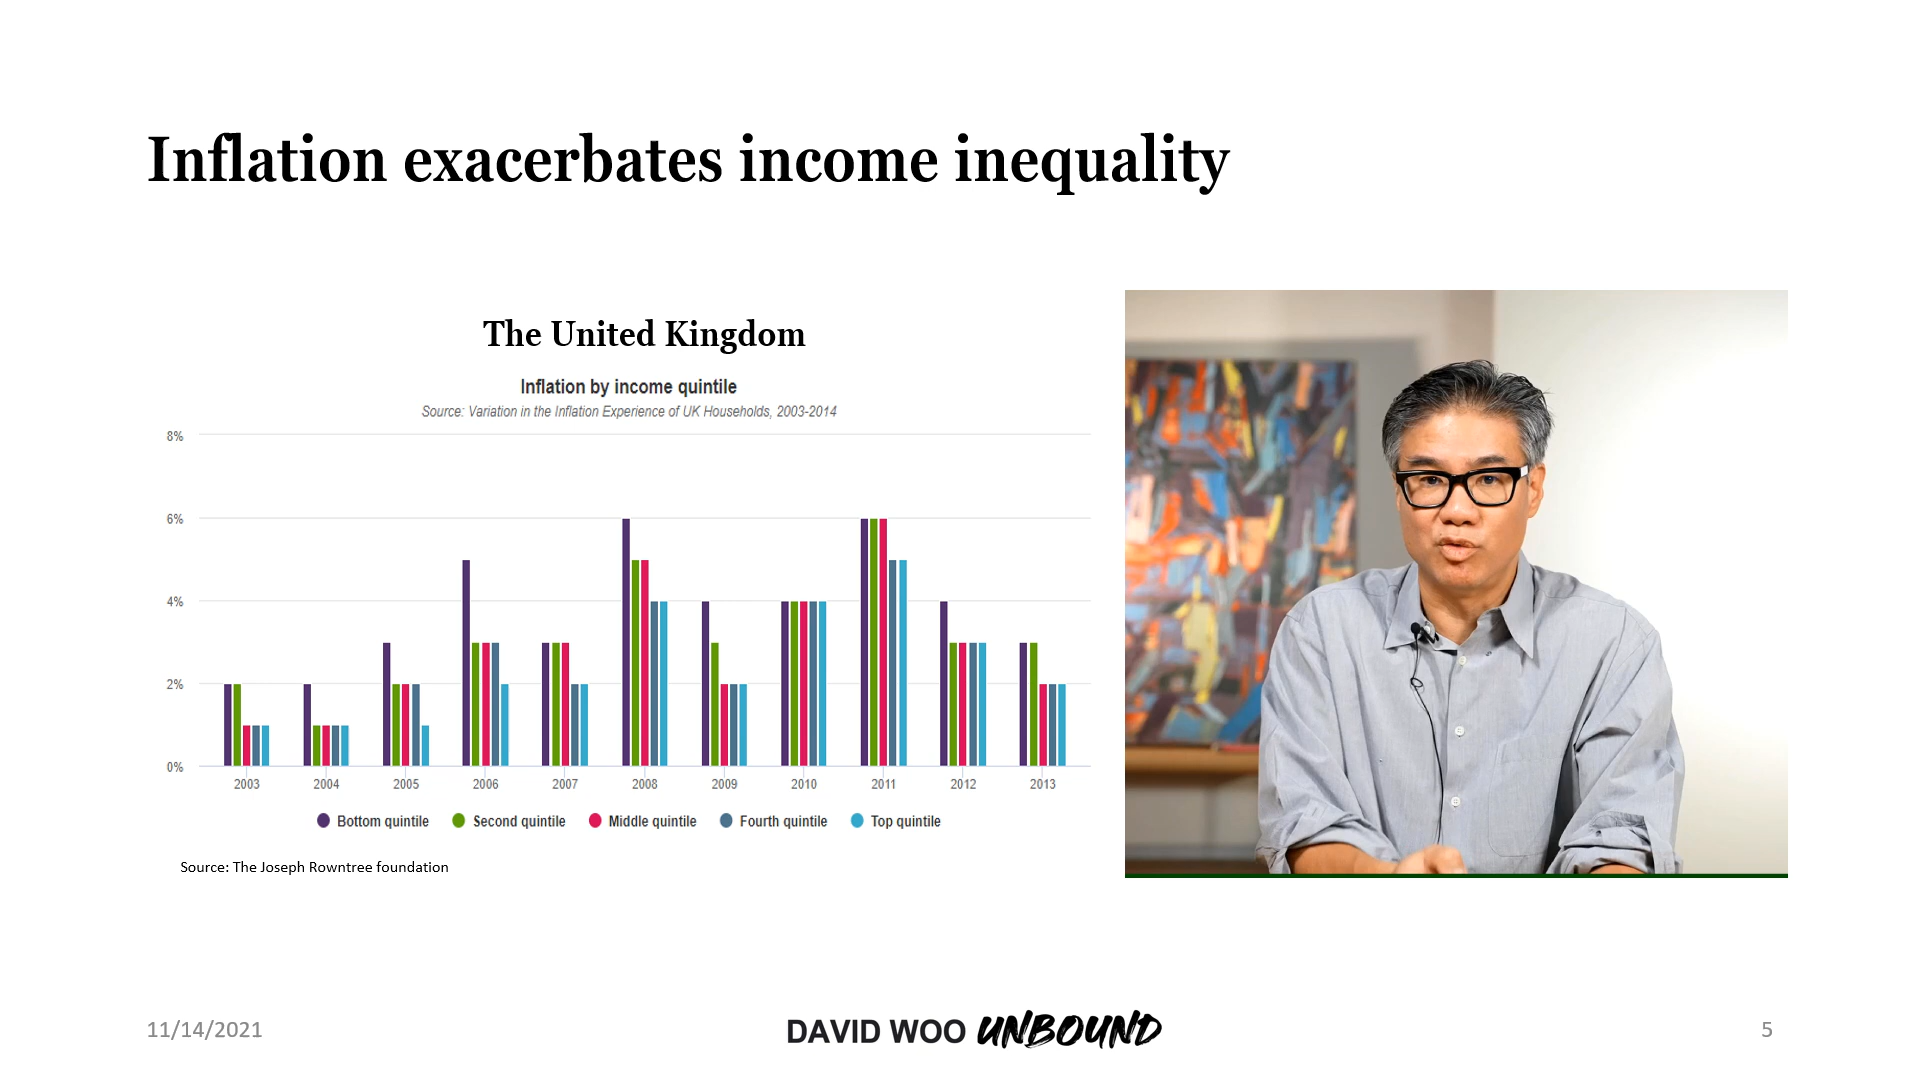 Inflation exacerbates income inequality
The United Kingdom
Inflation by income quintile
Source: Variation in the Inflation Experience of UK Households, 2003-2014
8%
6%
4%
2%
0%
2003 2004 2005 2006 2007 2008 2009 2010 2011 2012 2013
Bottom quintile Second quintile Middle quintile Fourth quintile Top quintile
Source: The Joseph Rowntree foundation
11/14/2021 DAVID WOO UNBOUND 5